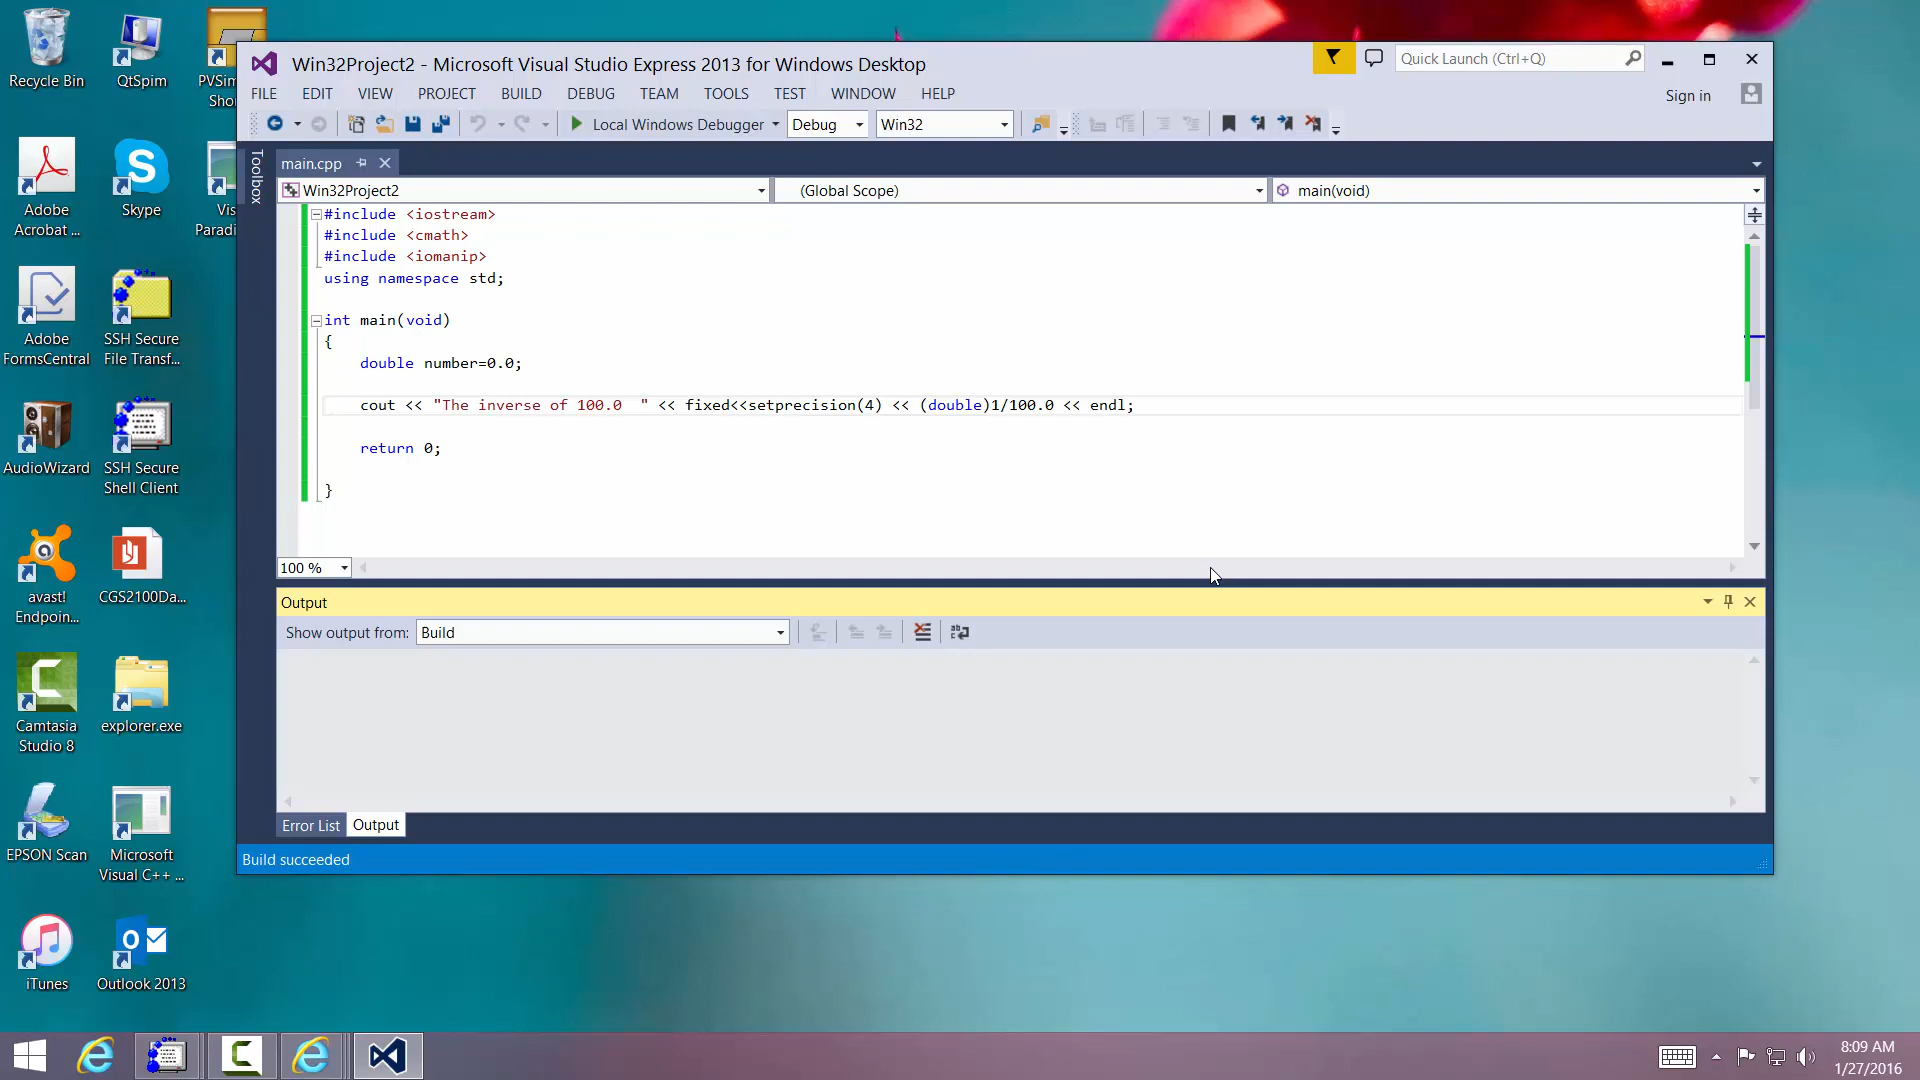 Recycle Bin
QtSpim
PVSim
Shor
Adobe
Acrobat ...
Skype
Vis
Paradi
Adobe
FormsCentral
SSH Secure
File Transf...
AudioWizard
SSH Secure
Shell Client
avast!
Endpoin...
CGS2100Da...
Camtasia
Studio 8
explorer.exe
EPSON Scan
Microsoft
Visual C++ ...
iTunes
Outlook 2013
Win32Project2 - Microsoft Visual Studio Express 2013 for Windows Desktop
Quick Launch (Ctrl+Q)
FILE EDIT VIEW PROJECT BUILD DEBUG TEAM TOOLS TEST WINDOW HELP
Sign in
Local Windows Debugger Debug Win32
Toolbox
main.cpp
Win32Project2 (Global Scope) main(void)
#include <iostream>
#include <cmath>
#include <iomanip>
using namespace std;
int main(void)
{
double number=0.0;
cout << "The inverse of 100.0  " << fixed<<setprecision(4) << (double)1/100.0 << endl;
return 0;
}
100 %
Output
Show output from: Build
Error List Output
Build succeeded
8:09 AM
1/27/2016